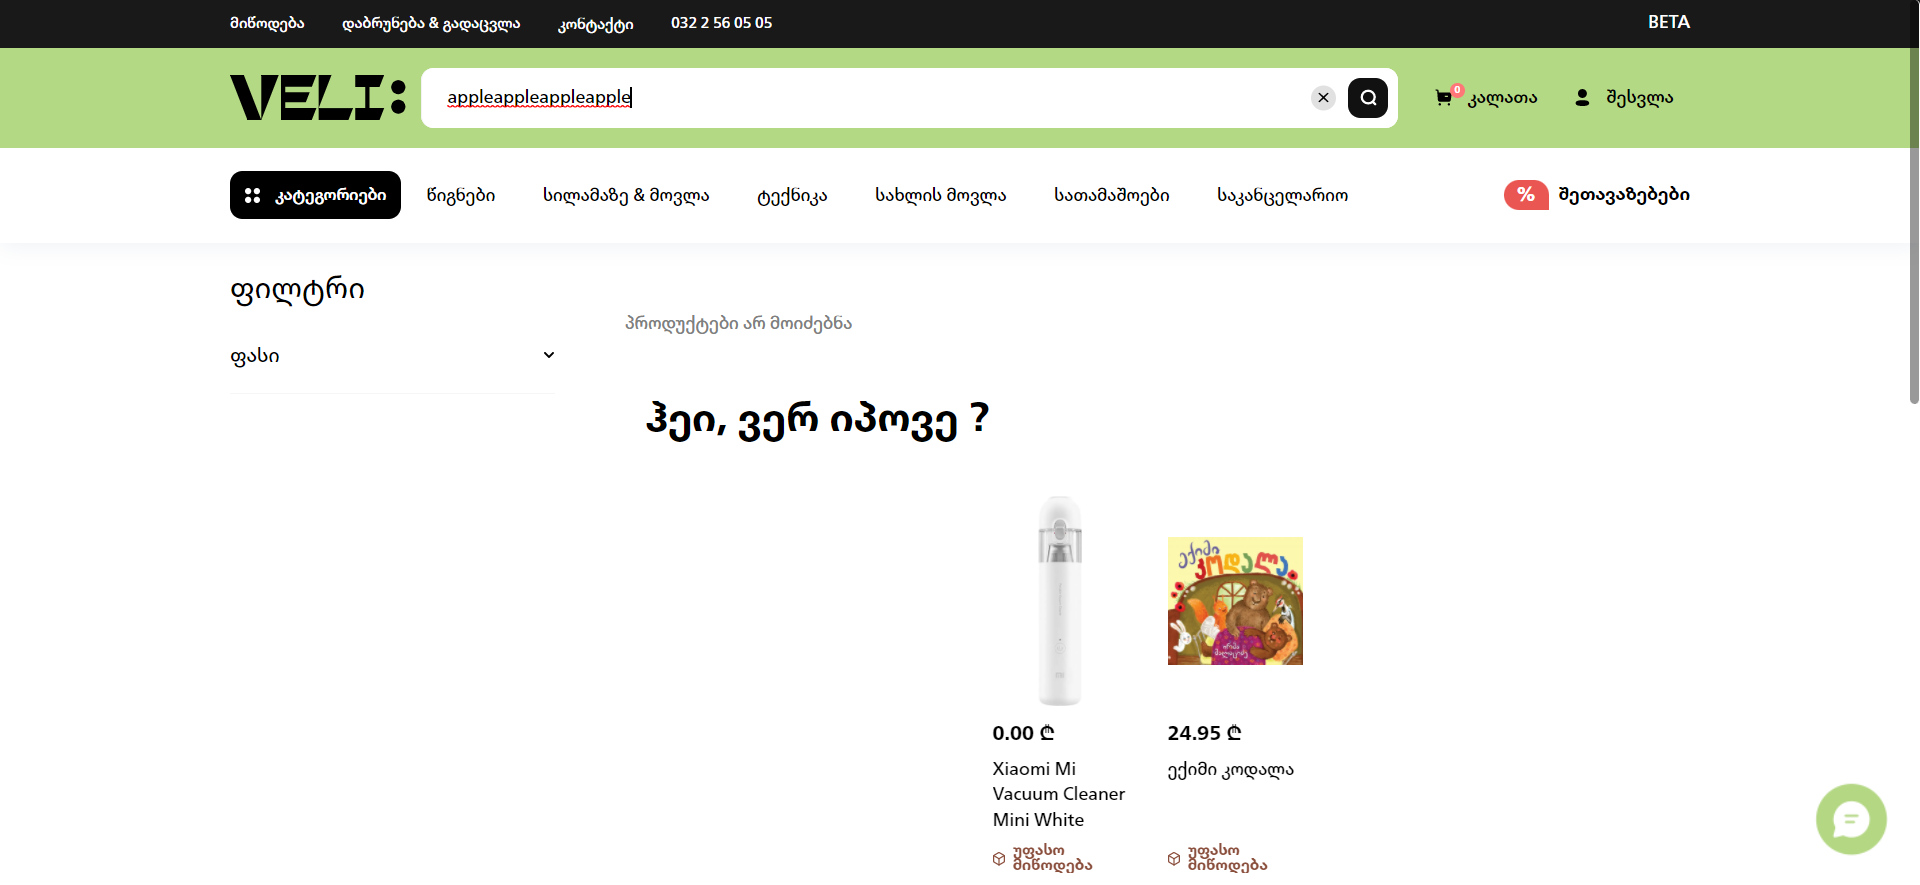 მიწოდება
დაბრუნება & გადაცვლა
კონტაქტი
032 2 56 05 05
BETA
VELI:
appleappleappleapple
0
კალათა
შესვლა
კატეგორიები
წიგნები
სილამაზე & მოვლა
ტექნიკა
სახლის მოვლა
სათამაშოები
საკანცელარიო
%
შეთავაზებები
ფილტრი
ფასი
პროდუქტები არ მოიძებნა
ჰეი, ვერ იპოვე ?
ექიმი
კოდალა
0.00 ₾
Xiaomi Mi
Vacuum Cleaner
Mini White
უფასო
მიწოდება
24.95 ₾
ექიმი კოდალა
უფასო
მიწოდება